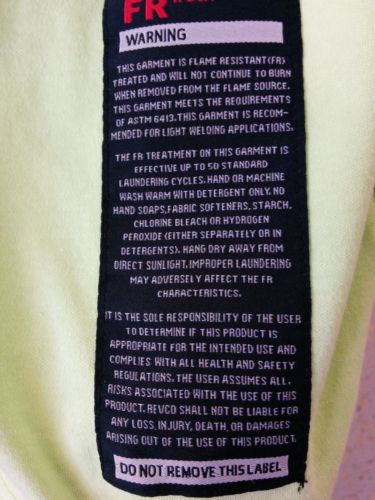 FR
WARNING
THIS GARMENT IS FLAME RESISTANT(FR)
TREATED AND WILL NOT CONTINUE TO BURN
WHEN REMOVED FROM THE FLAME SOURCE.
THIS GARMENT MEETS THE REQUIREMENTS
OF ASTM 6413.THIS GARMENT IS RECOM-
MENDED FOR LIGHT WELDING APPLICATIONS.
THE FR TREATMENT ON THIS GARMENT IS
EFFECTIVE UP TO 50 STANDARD
LAUNDERING CYCLES. HAND OR MACHINE
WASH WARM WITH DETERGENT ONLY. NO
HAND SOAPS,FABRIC SOFTENERS, STARCH,
CHLORINE BLEACH OR HYDROGEN
PEROXIDE (EITHER SEPARATELY OR IN
DETERGENTS). HANG DRY AWAY FROM
DIRECT SUNLIGHT. IMPROPER LAUNDERING
MAY ADVERSELY AFFECT THE FR
CHARACTERISTICS.
IT IS THE SOLE RESPONSIBILITY OF THE USER
TO DETERMINE IF THIS PRODUCT IS
APPROPRIATE FOR THE INTENDED USE AND
COMPLIES WITH ALL HEALTH AND SAFETY
REGULATIONS. THE USER ASSUMES ALL.
RISKS ASSOCIATED WITH THE USE OF THIS
PRODUCT. REVCO SHALL NOT BE LIABLE FOR
ANY LOSS, INJURY, DEATH, OR DAMAGES
ARISING OUT OF THE USE OF THIS PRODUCT.
DO NOT REMOVE THIS LABEL